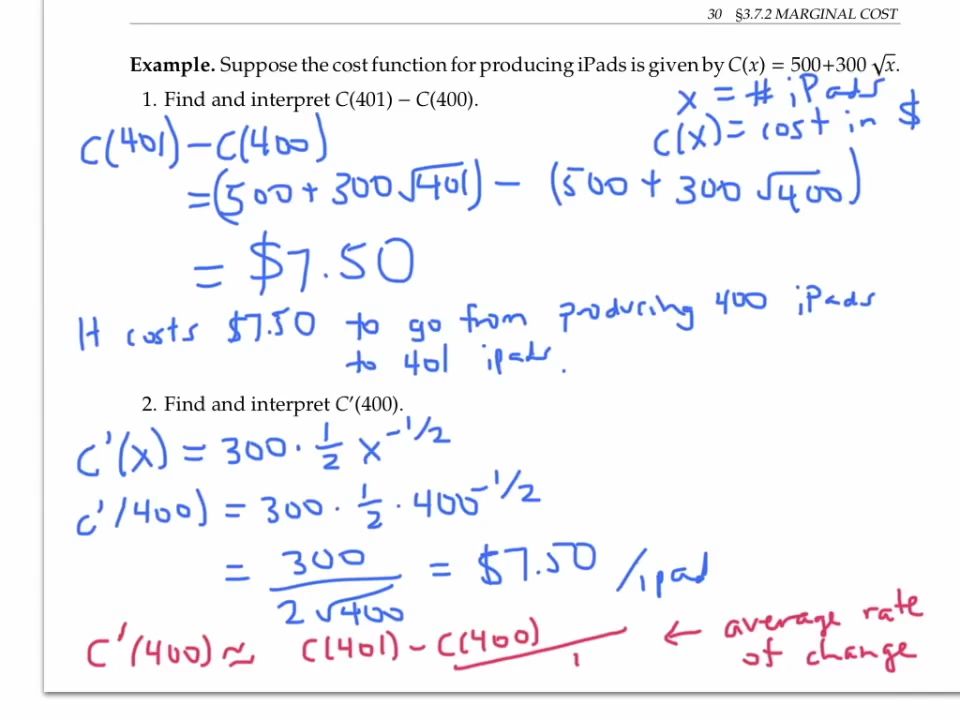 30 §3.7.2 MARGINAL COST
Example. Suppose the cost function for producing iPads is given by C(x) = 500+300 √x.
1. Find and interpret C(401) − C(400).
x = # iPads
C(x) = cost in $
C(401) − C(400)
= (500 + 300 √401) − (500 + 300 √400)
= $7.50
It costs $7.50 to go from producing 400 iPads
to 401 ipads.
2. Find and interpret C′(400).
C'(x) = 300 · 1/2 x^-1/2
C'(400) = 300 · 1/2 · 400^-1/2
= 300 / 2√400 = $7.50 / ipad
C'(400) ≈ C(401) − C(400) / 1 ← average rate
of change